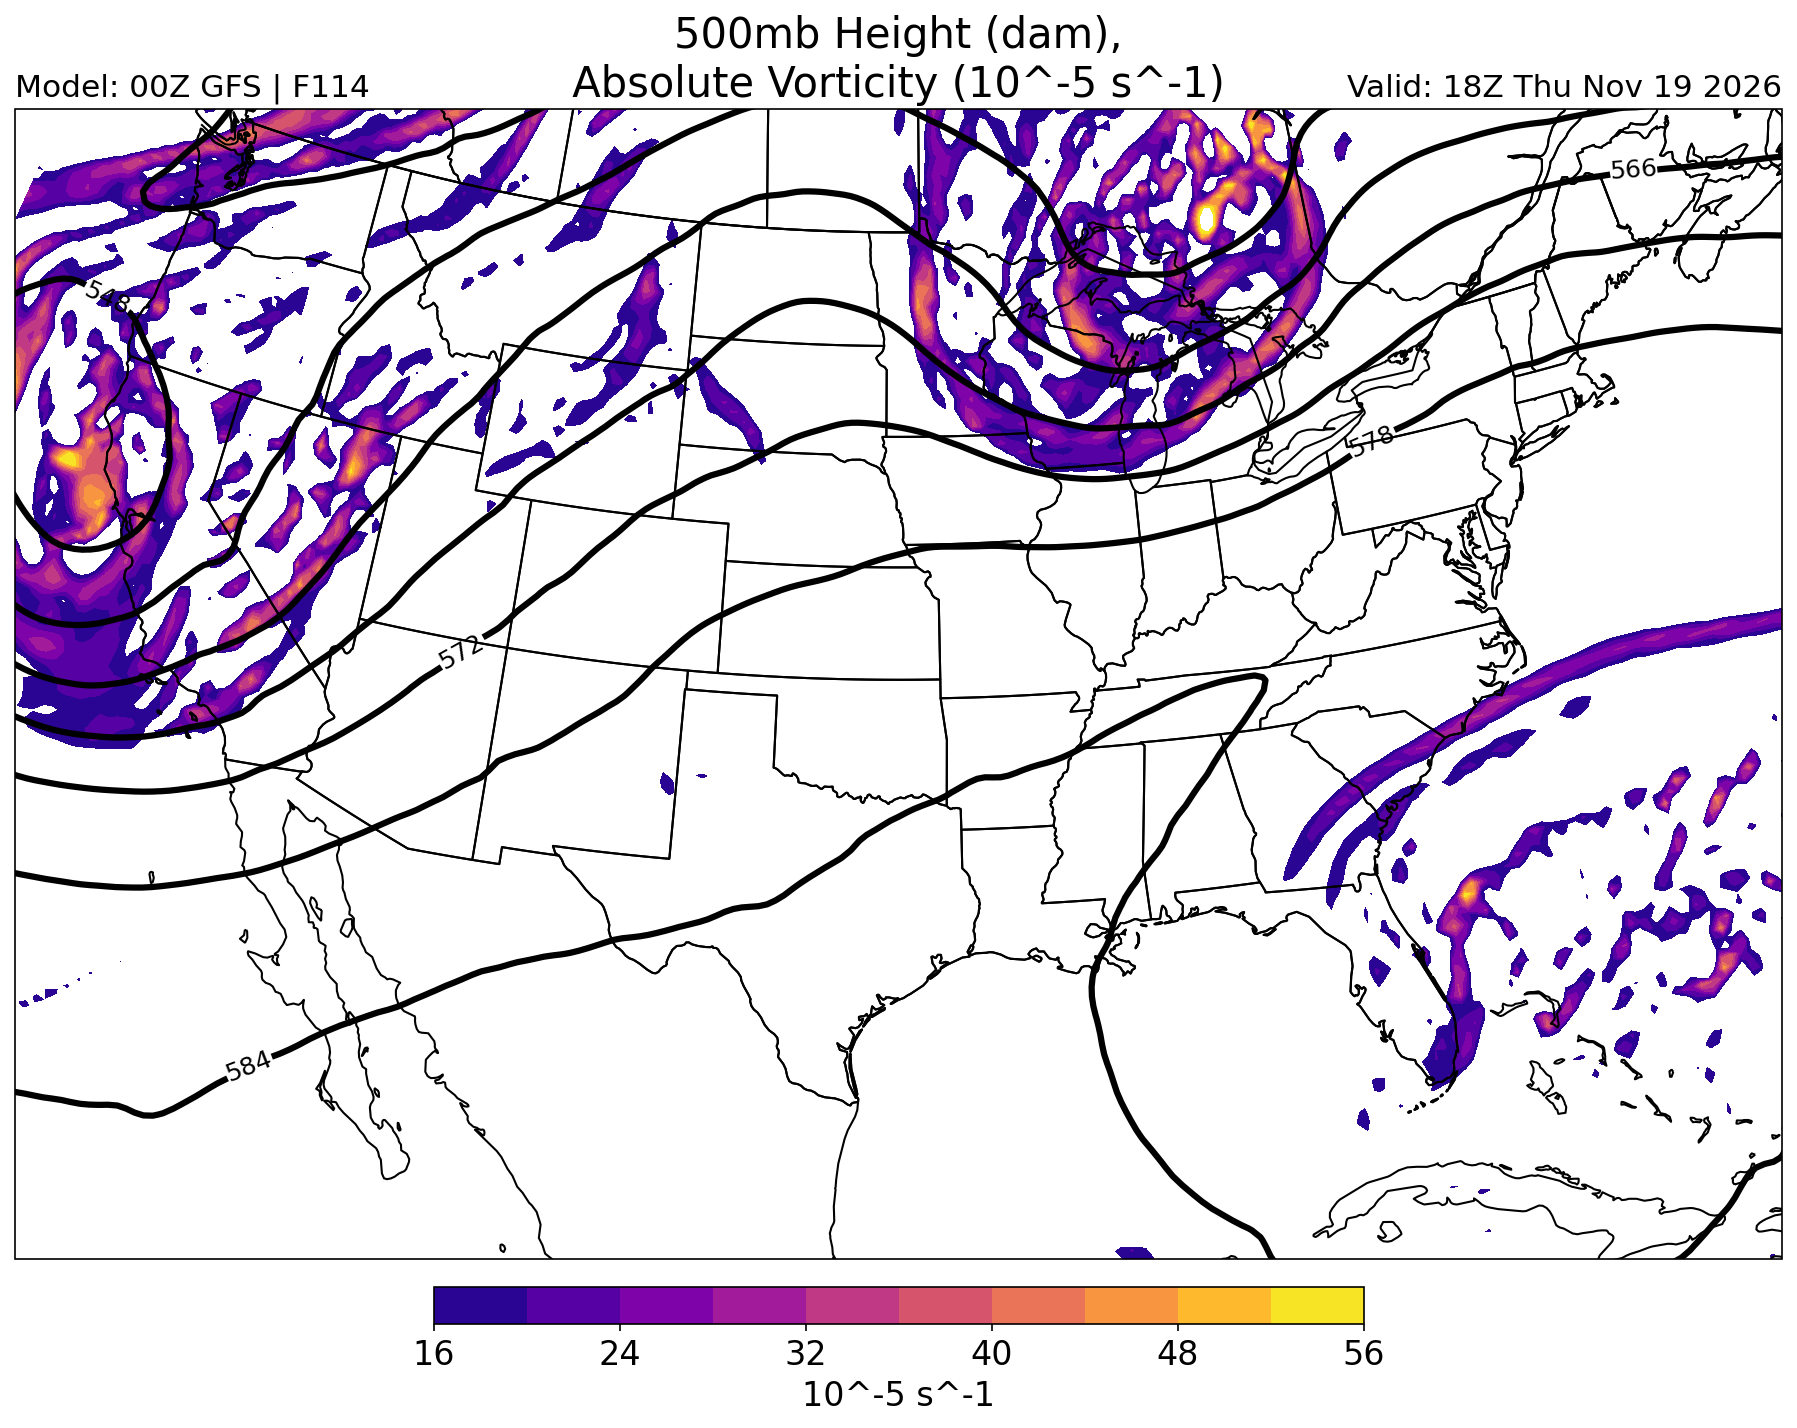 500mb Height (dam),
Absolute Vorticity (10^-5 s^-1)
Model: 00Z GFS | F114
Valid: 18Z Thu Nov 19 2026
566
548
578
572
584
16 24 32 40 48 56
10^-5 s^-1